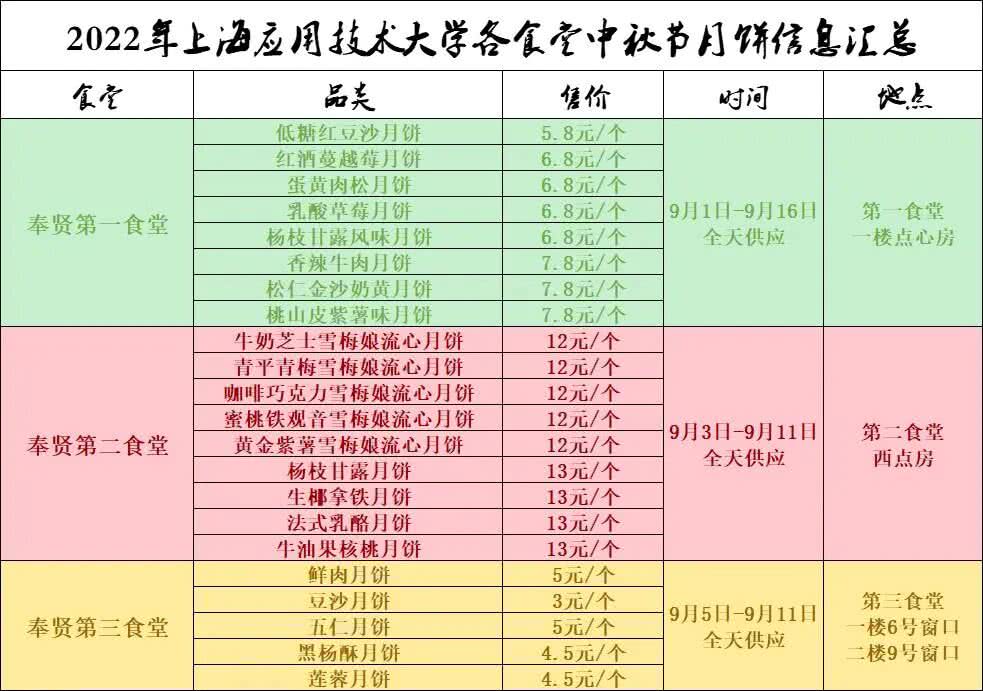 2022年上海应用技术大学各食堂中秋节月饼信息汇总
食堂 品类 售价 时间 地点
奉贤第一食堂
低糖红豆沙月饼 5.8元/个
红酒蔓越莓月饼 6.8元/个
蛋黄肉松月饼 6.8元/个
乳酸草莓月饼 6.8元/个
杨枝甘露风味月饼 6.8元/个
香辣牛肉月饼 7.8元/个
松仁金沙奶黄月饼 7.8元/个
桃山皮紫薯味月饼 7.8元/个
9月1日-9月16日
全天供应
第一食堂
一楼点心房
奉贤第二食堂
牛奶芝士雪梅娘流心月饼 12元/个
青平青梅雪梅娘流心月饼 12元/个
咖啡巧克力雪梅娘流心月饼 12元/个
蜜桃铁观音雪梅娘流心月饼 12元/个
黄金紫薯雪梅娘流心月饼 12元/个
杨枝甘露月饼 13元/个
生椰拿铁月饼 13元/个
法式乳酪月饼 13元/个
牛油果核桃月饼 13元/个
9月3日-9月11日
全天供应
第二食堂
西点房
奉贤第三食堂
鲜肉月饼 5元/个
豆沙月饼 3元/个
五仁月饼 5元/个
黑杨酥月饼 4.5元/个
莲蓉月饼 4.5元/个
9月5日-9月11日
全天供应
第三食堂
一楼6号窗口
二楼9号窗口